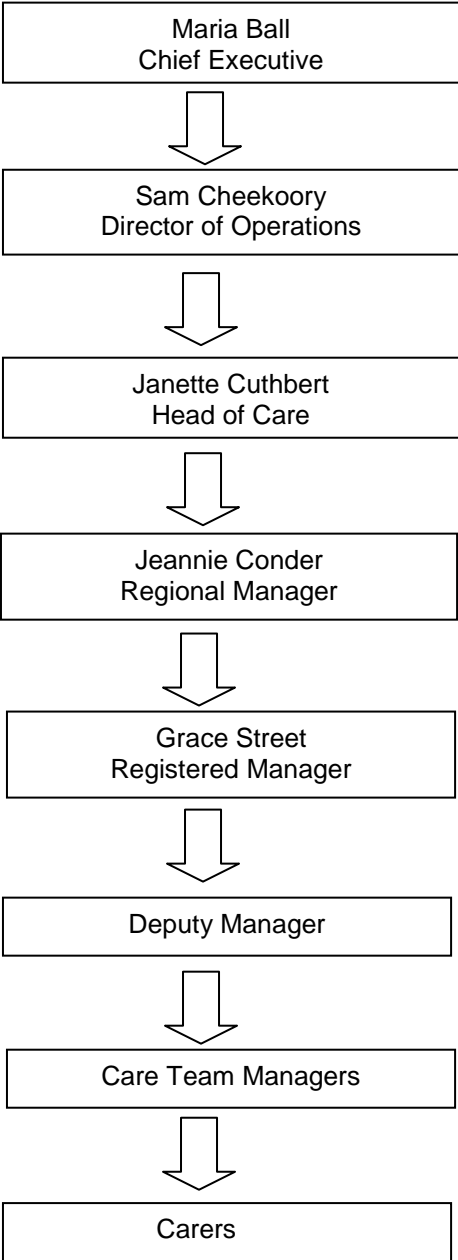 Maria Ball
Chief Executive
Sam Cheekoory
Director of Operations
Janette Cuthbert
Head of Care
Jeannie Conder
Regional Manager
Grace Street
Registered Manager
Deputy Manager
Care Team Managers
Carers